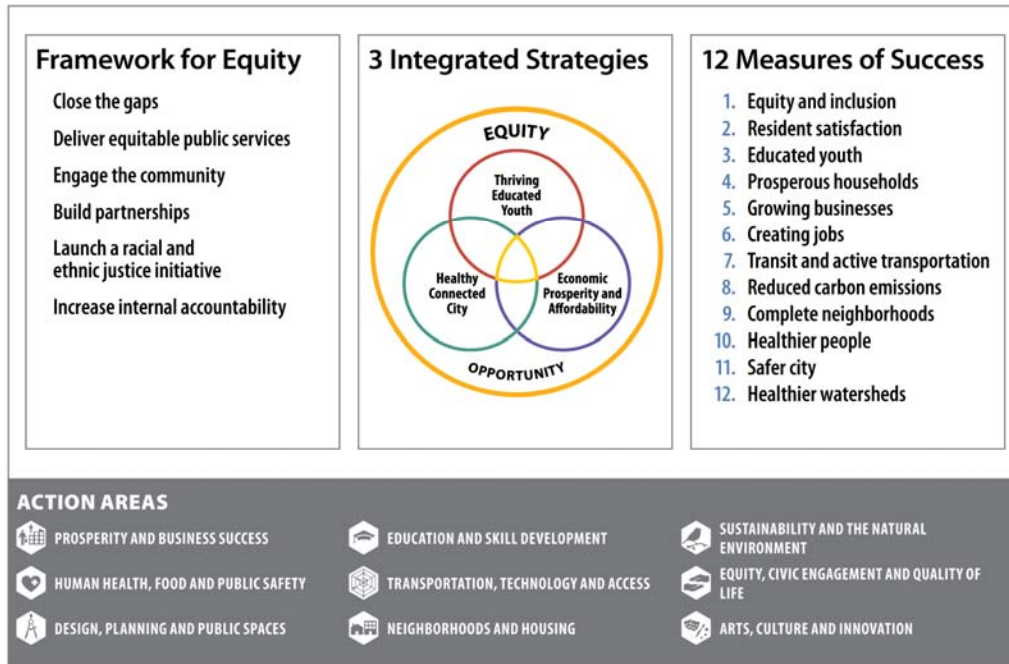 Framework for Equity
Close the gaps
Deliver equitable public services
Engage the community
Build partnerships
Launch a racial and
ethnic justice initiative
Increase internal accountability
3 Integrated Strategies
EQUITY
Thriving
Educated
Youth
Healthy
Connected
City
Economic
Prosperity and
Affordability
OPPORTUNITY
12 Measures of Success
1. Equity and inclusion
2. Resident satisfaction
3. Educated youth
4. Prosperous households
5. Growing businesses
6. Creating jobs
7. Transit and active transportation
8. Reduced carbon emissions
9. Complete neighborhoods
10. Healthier people
11. Safer city
12. Healthier watersheds
ACTION AREAS
PROSPERITY AND BUSINESS SUCCESS
HUMAN HEALTH, FOOD AND PUBLIC SAFETY
DESIGN, PLANNING AND PUBLIC SPACES
EDUCATION AND SKILL DEVELOPMENT
TRANSPORTATION, TECHNOLOGY AND ACCESS
NEIGHBORHOODS AND HOUSING
SUSTAINABILITY AND THE NATURAL
ENVIRONMENT
EQUITY, CIVIC ENGAGEMENT AND QUALITY OF
LIFE
ARTS, CULTURE AND INNOVATION